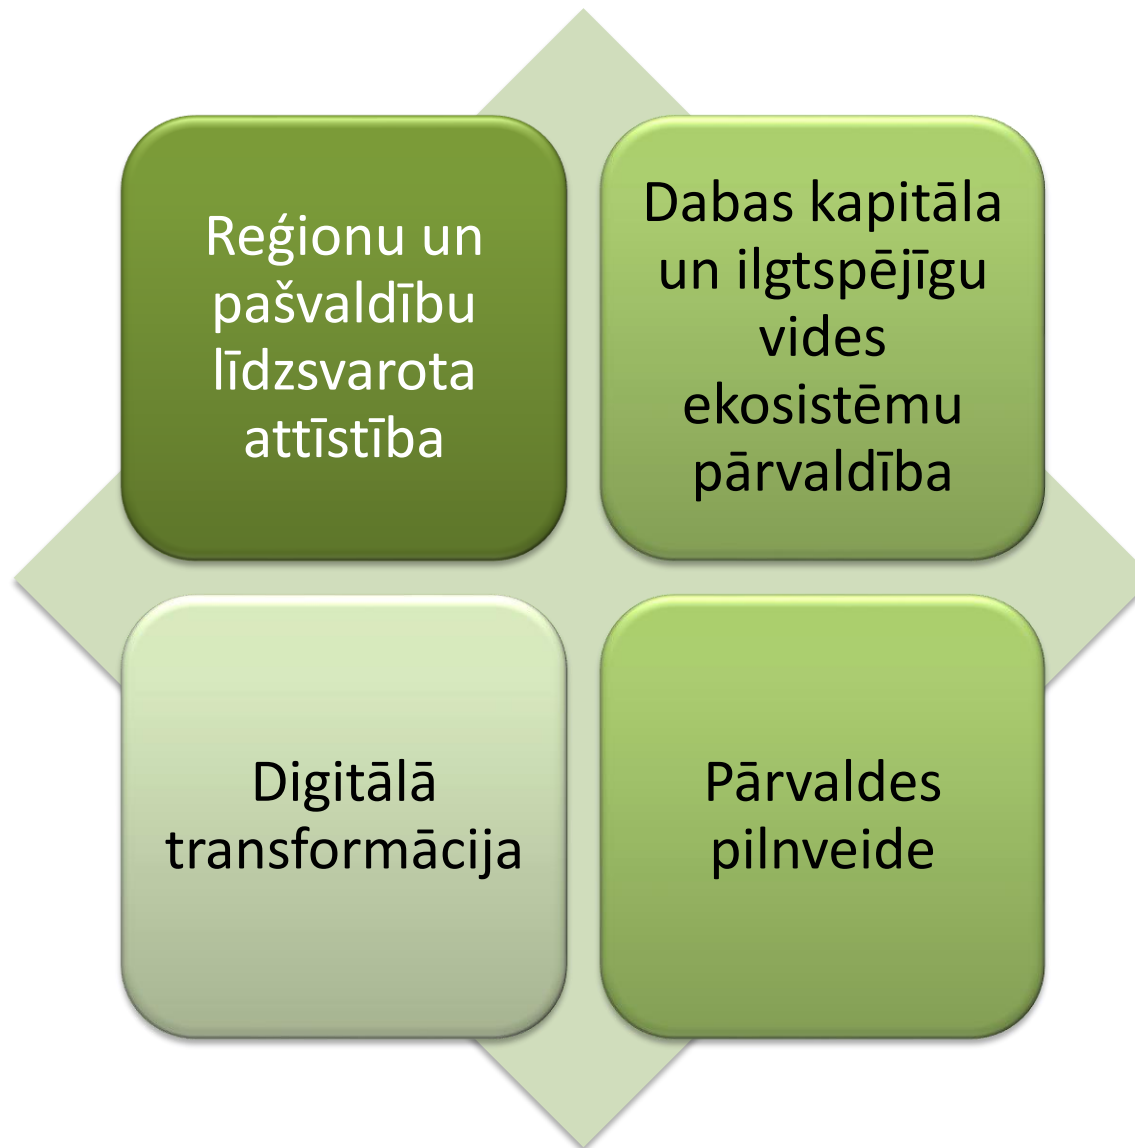 Reģionu un
pašvaldību
līdzsvarota
attīstība
Dabas kapitāla
un ilgtspējīgu
vides
ekosistēmu
pārvaldība
Digitālā
transformācija
Pārvaldes
pilnveide